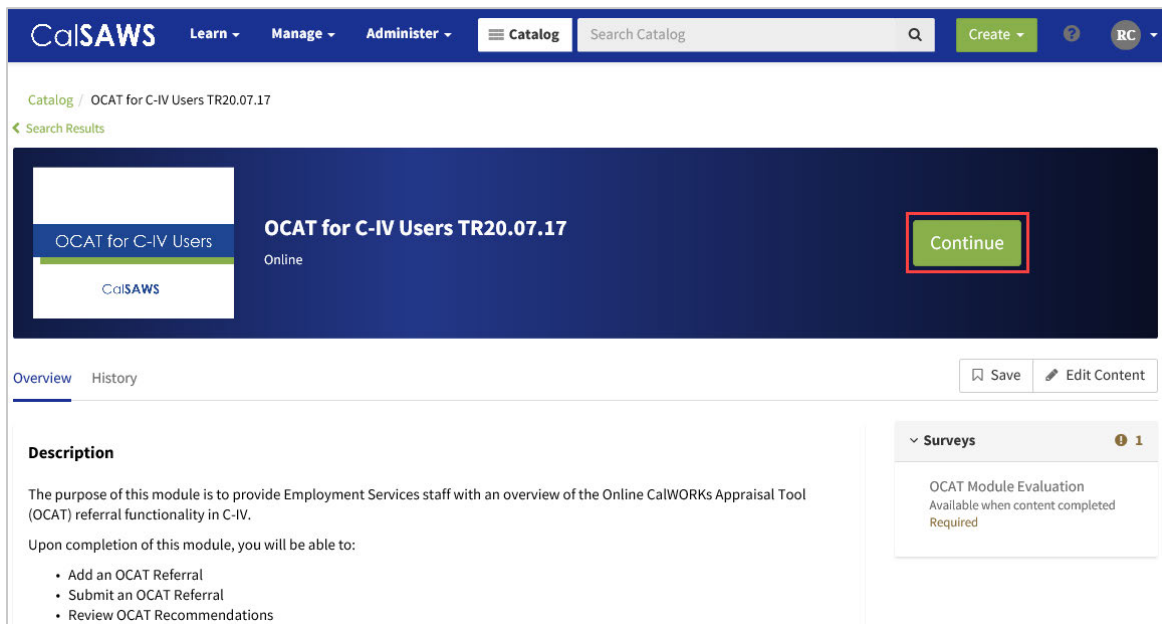 CalSAWS Learn Manage Administer Catalog Search Catalog Create ? RC
Catalog / OCAT for C-IV Users TR20.07.17
Search Results
OCAT for C-IV Users
CalSAWS
OCAT for C-IV Users TR20.07.17
Online
Continue
Overview History
Save Edit Content
Description
The purpose of this module is to provide Employment Services staff with an overview of the Online CalWORKs Appraisal Tool
(OCAT) referral functionality in C-IV.
Upon completion of this module, you will be able to:
• Add an OCAT Referral
• Submit an OCAT Referral
• Review OCAT Recommendations
Surveys 1
OCAT Module Evaluation
Available when content completed
Required